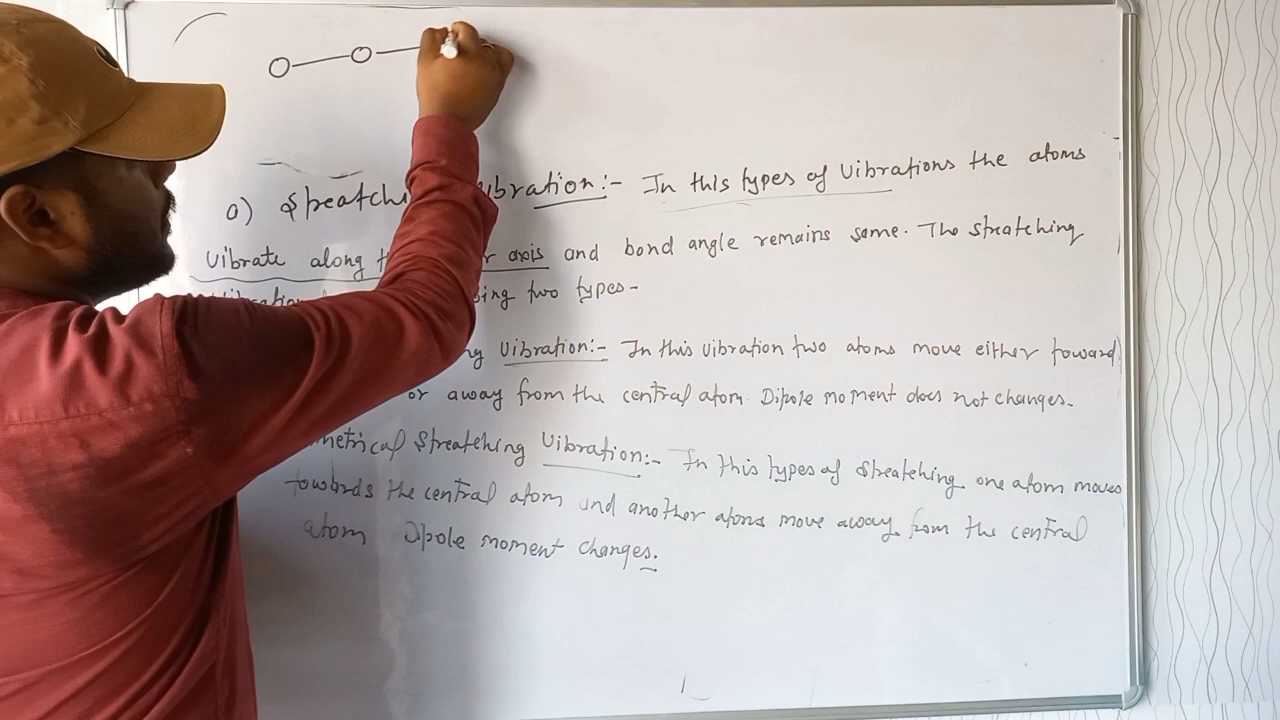 a) Streatchi vibration:- In this types of Vibrations the atoms
Vibrate along axis and bond angle remains same. The streatching
two types-
Vibration:- In this vibration two atoms move either toward
or away from the central atom. Dipole moment does not changes.
metrical Streatching Vibration:- In this types of streatching one atom moves
towards the central atom and another atoms move away from the central
atom Dipole moment changes.